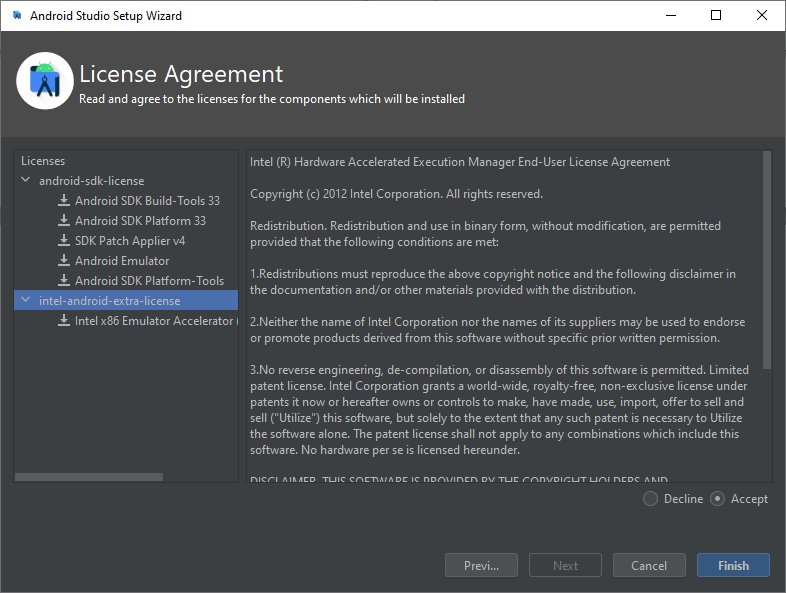 Android Studio Setup Wizard
License Agreement
Read and agree to the licenses for the components which will be installed
Licenses
android-sdk-license
Android SDK Build-Tools 33
Android SDK Platform 33
SDK Patch Applier v4
Android Emulator
Android SDK Platform-Tools
intel-android-extra-license
Intel x86 Emulator Accelerator (
Intel (R) Hardware Accelerated Execution Manager End-User License Agreement
Copyright (c) 2012 Intel Corporation. All rights reserved.
Redistribution. Redistribution and use in binary form, without modification, are permitted
provided that the following conditions are met:
1.Redistributions must reproduce the above copyright notice and the following disclaimer in
the documentation and/or other materials provided with the distribution.
2.Neither the name of Intel Corporation nor the names of its suppliers may be used to endorse
or promote products derived from this software without specific prior written permission.
3.No reverse engineering, de-compilation, or disassembly of this software is permitted. Limited
patent license. Intel Corporation grants a world-wide, royalty-free, non-exclusive license under
patents it now or hereafter owns or controls to make, have made, use, import, offer to sell and
sell ("Utilize") this software, but solely to the extent that any such patent is necessary to Utilize
the software alone. The patent license shall not apply to any combinations which include this
software. No hardware per se is licensed hereunder.
DISCLAIMER. THIS SOFTWARE IS PROVIDED BY THE COPYRIGHT HOLDERS AND
Decline Accept
Previ... Next Cancel Finish